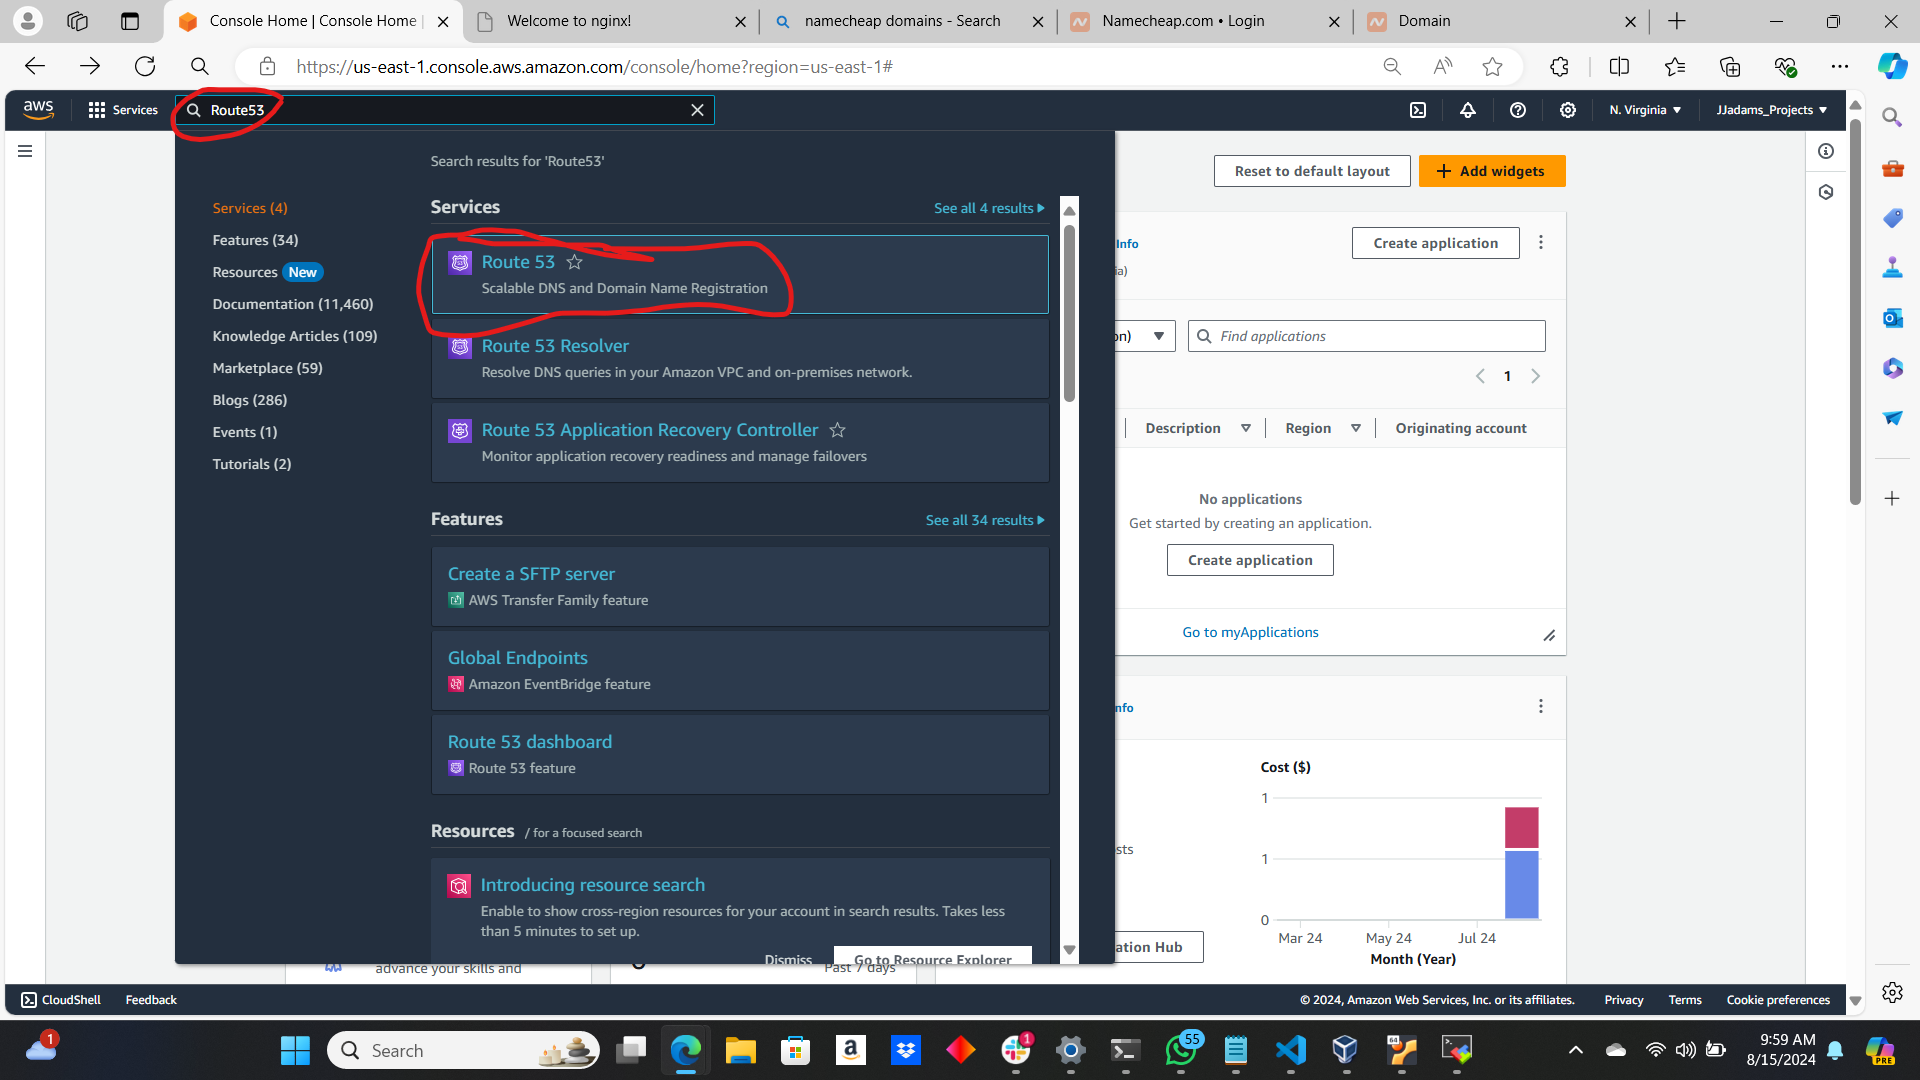 Console Home | Console Home |
Welcome to nginx!
namecheap domains - Search
Namecheap.com • Login
Domain
https://us-east-1.console.aws.amazon.com/console/home?region=us-east-1#
aws
Services
Route53
N. Virginia
JJadams_Projects
Search results for 'Route53'
Services (4)
Features (34)
Resources New
Documentation (11,460)
Knowledge Articles (109)
Marketplace (59)
Blogs (286)
Events (1)
Tutorials (2)
Services
See all 4 results
Route 53
Scalable DNS and Domain Name Registration
Route 53 Resolver
Resolve DNS queries in your Amazon VPC and on-premises network.
Route 53 Application Recovery Controller
Monitor application recovery readiness and manage failovers
Features
See all 34 results
Create a SFTP server
AWS Transfer Family feature
Global Endpoints
Amazon EventBridge feature
Route 53 dashboard
Route 53 feature
Resources / for a focused search
Introducing resource search
Enable to show cross-region resources for your account in search results. Takes less
than 5 minutes to set up.
Dismiss
Go to Resource Explorer
advance your skills and
Past 7 days
Reset to default layout
Add widgets
Info
ia)
Create application
on)
Find applications
1
Description
Region
Originating account
No applications
Get started by creating an application.
Create application
Go to myApplications
nfo
Cost ($)
1
1
0
Mar 24
May 24
Jul 24
Month (Year)
sts
ation Hub
CloudShell
Feedback
© 2024, Amazon Web Services, Inc. or its affiliates.
Privacy
Terms
Cookie preferences
1
Search
1
55
64
9:59 AM
8/15/2024
PRE